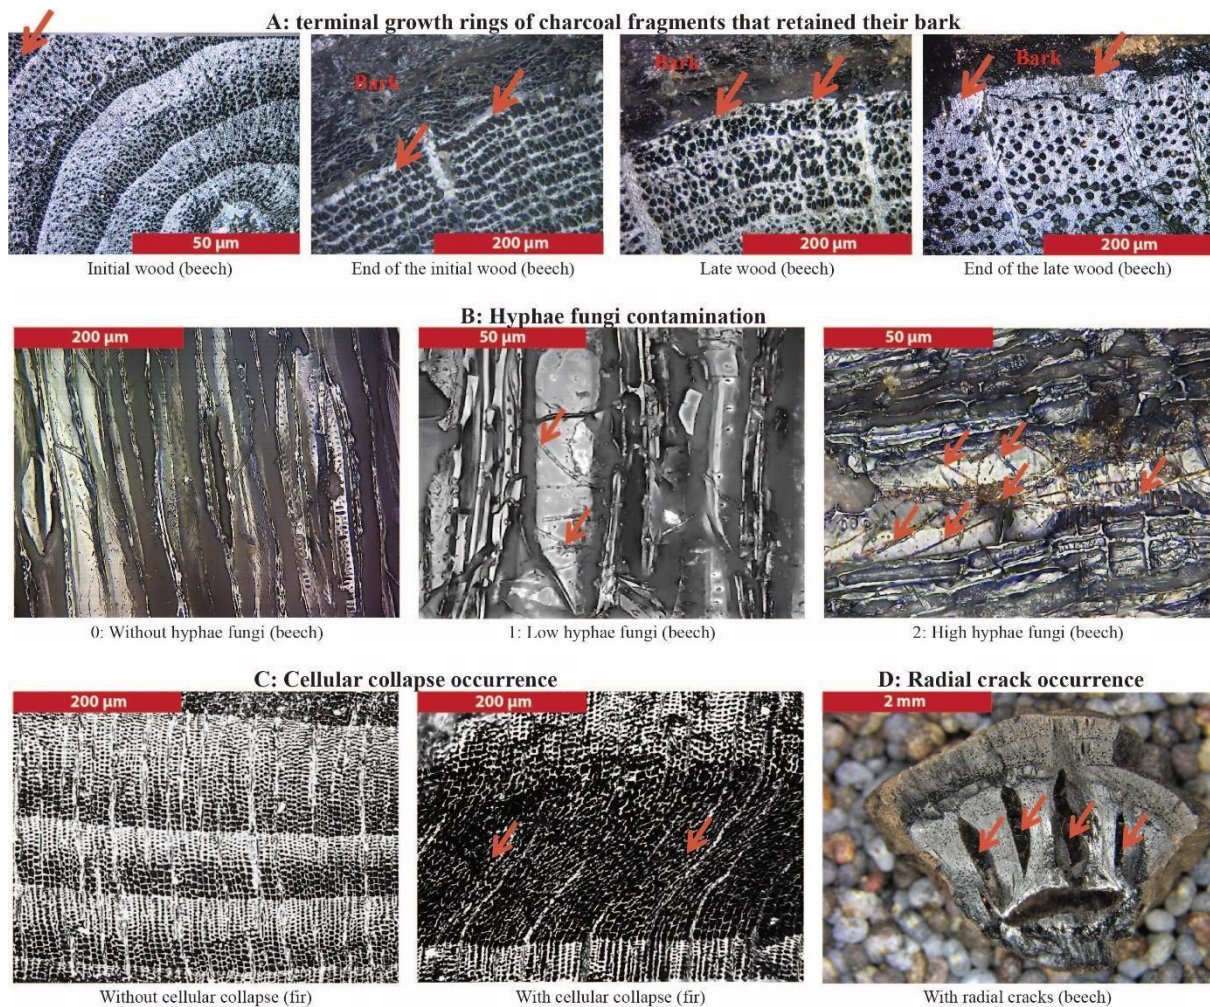 A: terminal growth rings of charcoal fragments that retained their bark
Bark
Bark
Bark
50 µm
200 µm
200 µm
200 µm
Initial wood (beech)
End of the initial wood (beech)
Late wood (beech)
End of the late wood (beech)
B: Hyphae fungi contamination
200 µm
50 µm
50 µm
0: Without hyphae fungi (beech)
1: Low hyphae fungi (beech)
2: High hyphae fungi (beech)
C: Cellular collapse occurrence
D: Radial crack occurrence
200 µm
200 µm
2 mm
Without cellular collapse (fir)
With cellular collapse (fir)
With radial cracks (beech)